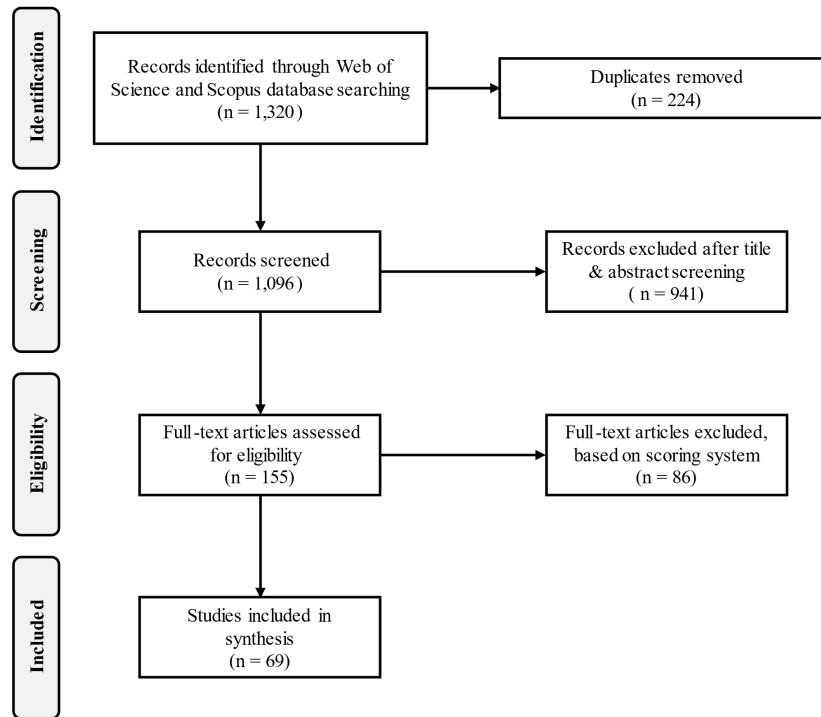 Identification
Records identified through Web of
Science and Scopus database searching
(n = 1,320)
Duplicates removed
(n = 224)
Screening
Records screened
(n = 1,096)
Records excluded after title
& abstract screening
( n = 941)
Eligibility
Full-text articles assessed
for eligibility
(n = 155)
Full-text articles excluded,
based on scoring system
(n = 86)
Included
Studies included in
synthesis
(n = 69)